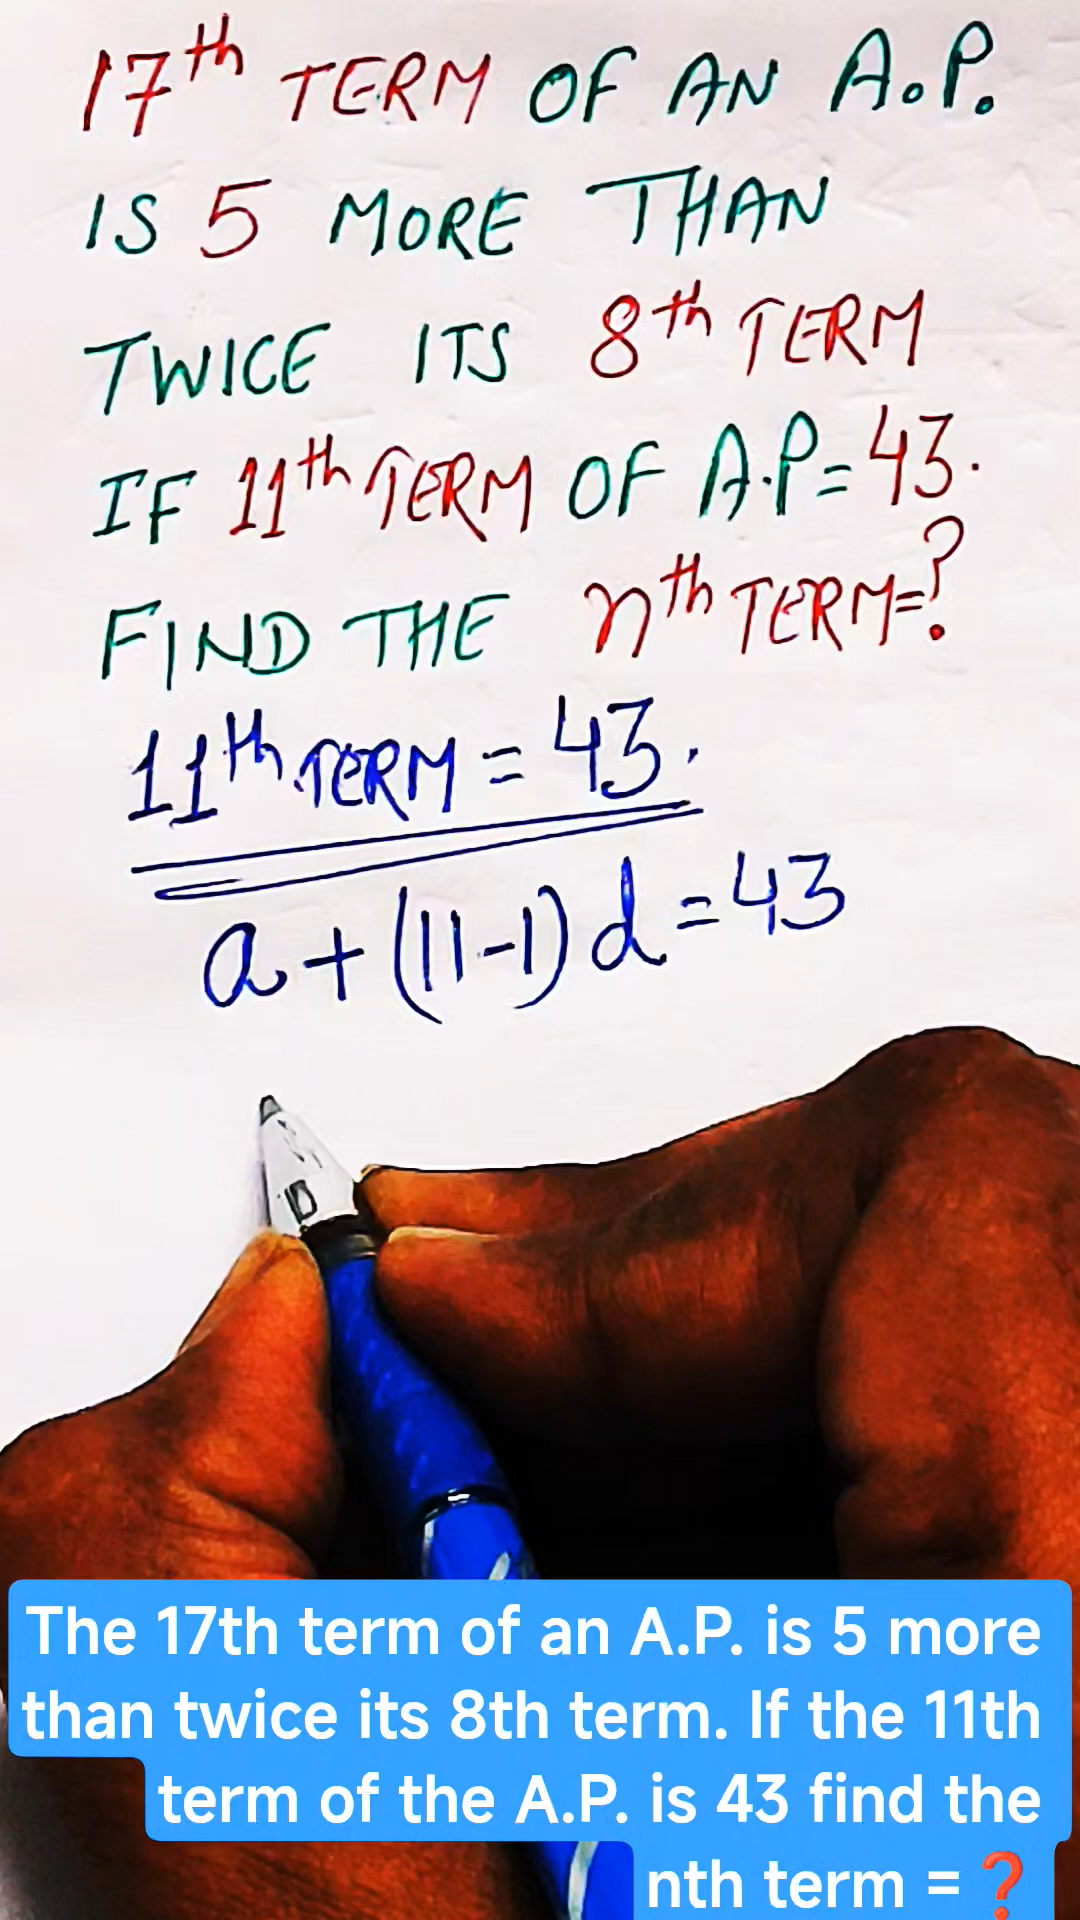 17th TERM OF AN A.P.
IS 5 MORE THAN
TWICE ITS 8th TERM
IF 11th TERM OF A.P=43.
FIND THE nth TERM=?
11th TERM = 43.
a+(11-1)d=43
The 17th term of an A.P. is 5 more
than twice its 8th term. If the 11th
term of the A.P. is 43 find the
nth term = ❓